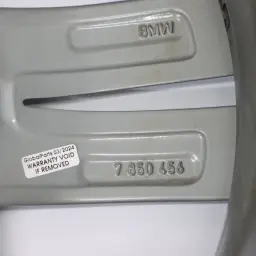 BMW
GlobalParts 03/2024
WARRANTY VOID
IF REMOVED
7 850 456